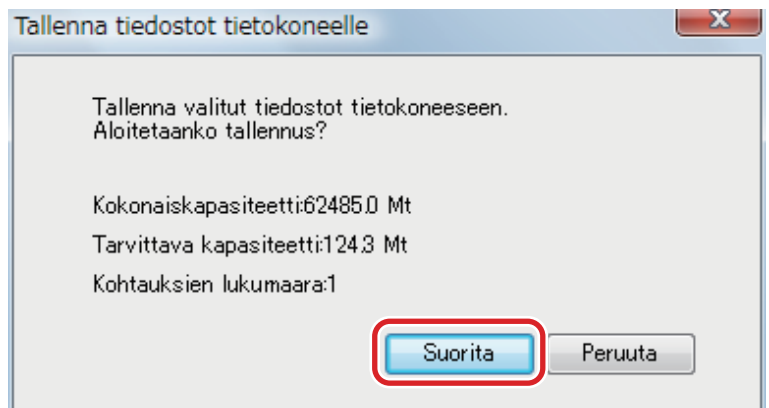 Tallenna tiedostot tietokoneelle
Tallenna valitut tiedostot tietokoneeseen.
Aloitetaanko tallennus?
Kokonaiskapasiteetti:62485.0 Mt
Tarvittava kapasiteetti:124.3 Mt
Kohtauksien lukumaara:1
Suorita
Peruuta